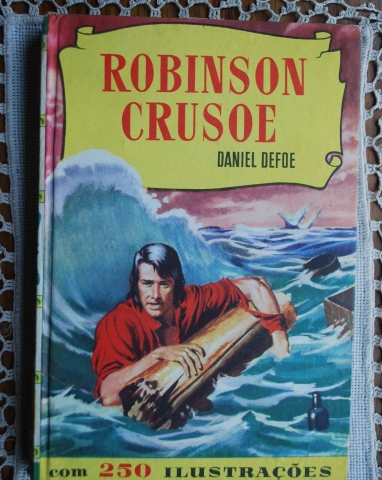 ROBINSON
CRUSOE
DANIEL DEFOE
com 250 ILUSTRAÇÕES